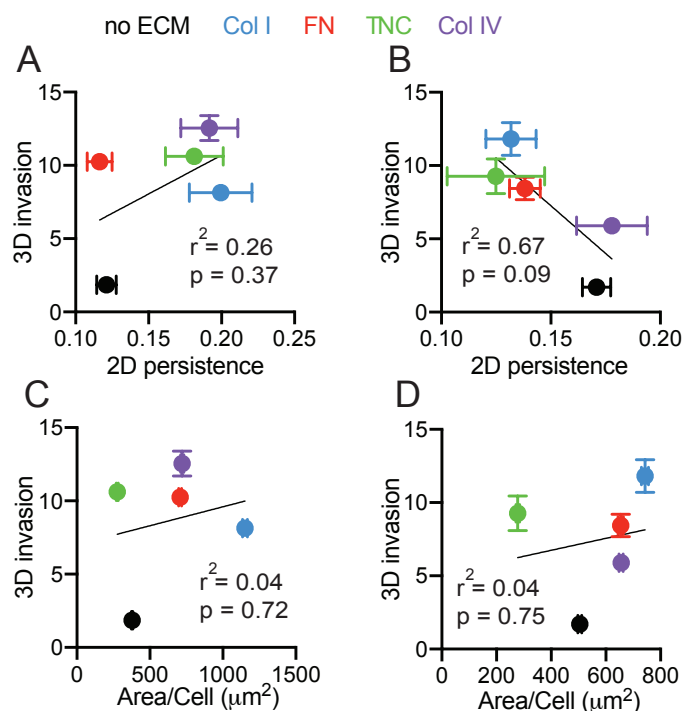 no ECM Col I FN TNC Col IV
A
3D invasion
15
10
5
0
r² = 0.26
p = 0.37
0.10 0.15 0.20 0.25
2D persistence
B
3D invasion
15
10
5
0
r² = 0.67
p = 0.09
0.10 0.15 0.20
2D persistence
C
3D invasion
15
10
5
0
r² = 0.04
p = 0.72
0 500 1000 1500
Area/Cell (μm²)
D
3D invasion
15
10
5
0
r² = 0.04
p = 0.75
0 200 400 600 800
Area/Cell (μm²)